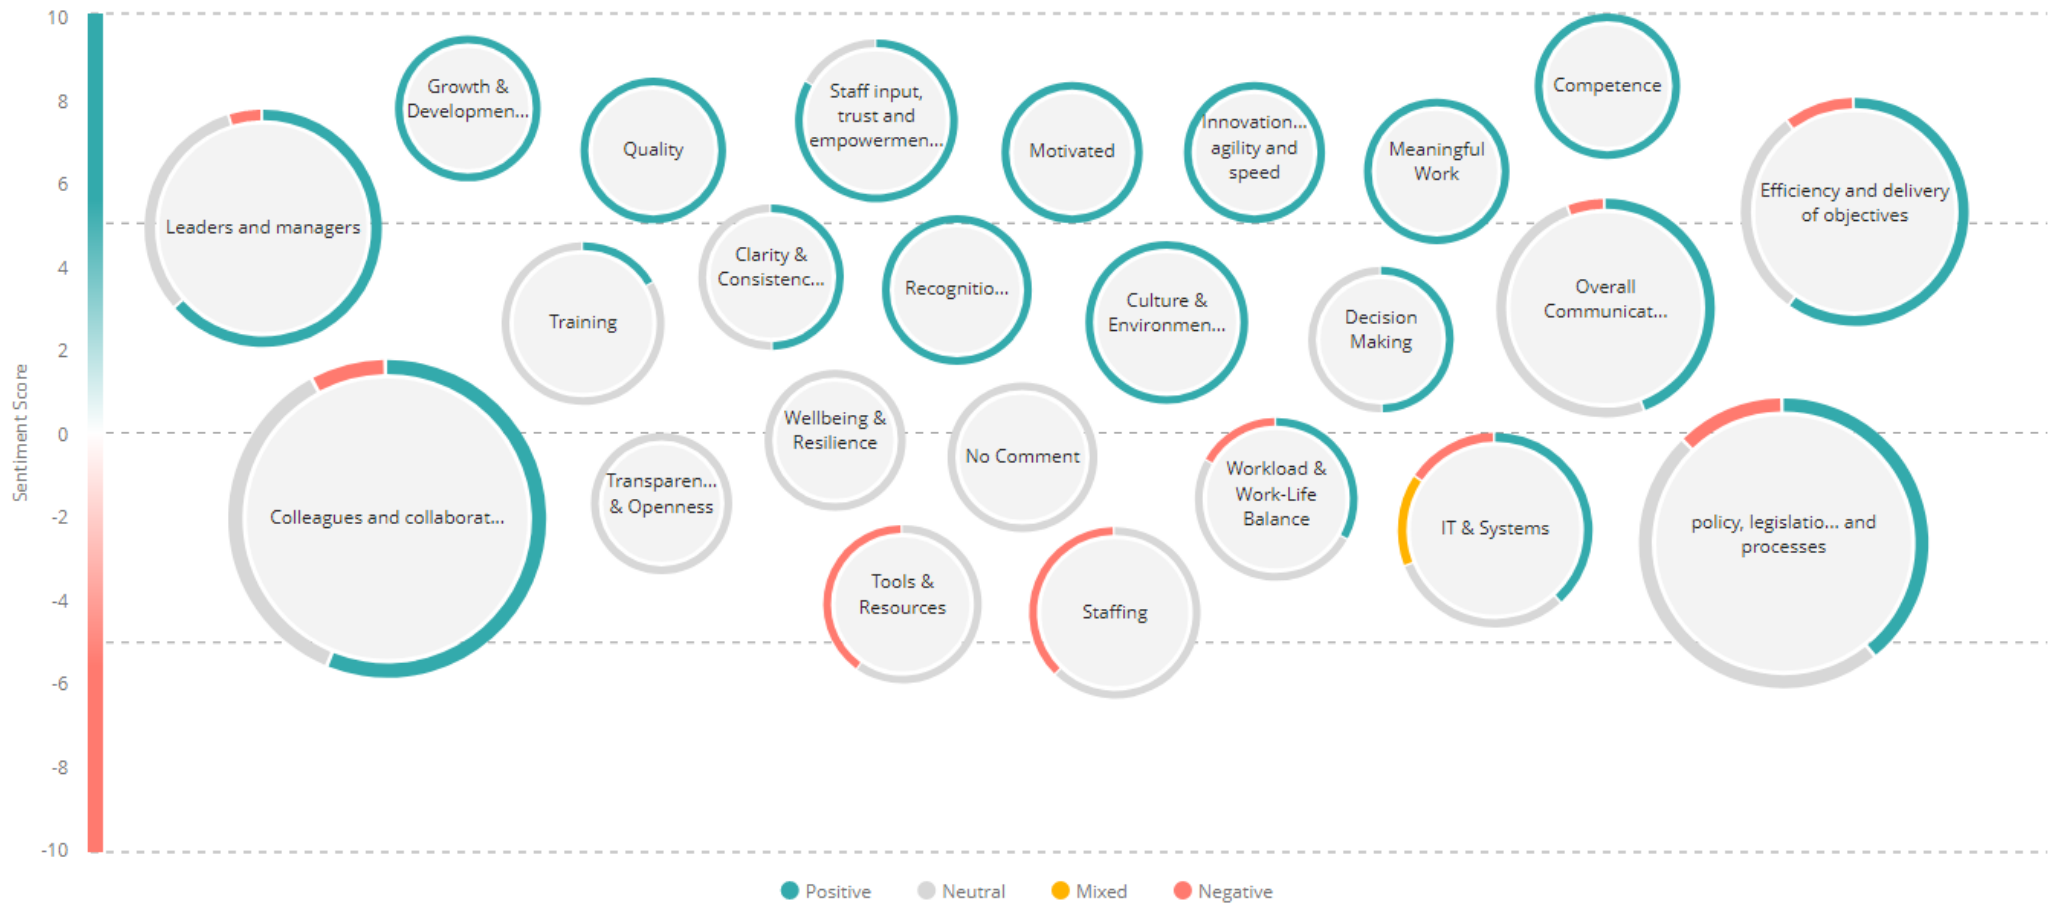 Sentiment Score
10
8
6
4
2
0
-2
-4
-6
-8
-10
Leaders and managers
Growth &
Developmen...
Quality
Staff input,
trust and
empowermen...
Motivated
Innovation...
agility and
speed
Meaningful
Work
Competence
Efficiency and delivery
of objectives
Training
Clarity &
Consistenc...
Recognitio...
Culture &
Environmen...
Decision
Making
Overall
Communicat...
Colleagues and collaborat...
Transparen...
& Openness
Wellbeing &
Resilience
No Comment
Tools &
Resources
Staffing
Workload &
Work-Life
Balance
IT & Systems
policy, legislatio... and
processes
Positive
Neutral
Mixed
Negative